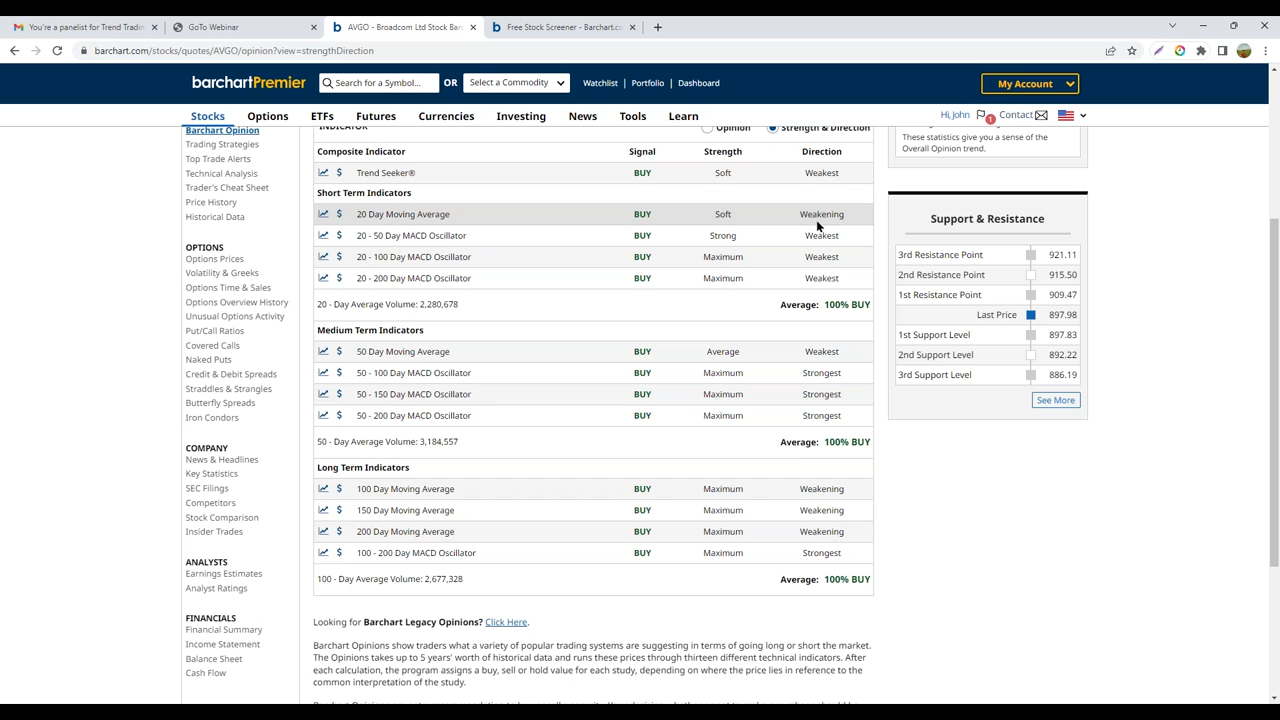 You're a panelist for Trend Tradin
GoTo Webinar
AVGO - Broadcom Ltd Stock Bar
Free Stock Screener - Barchart.co
barchart.com/stocks/quotes/AVGO/opinion?view=strengthDirection
barchartPremier
Search for a Symbol...
OR
Select a Commodity
Watchlist | Portfolio | Dashboard
My Account
Stocks Options ETFs Futures Currencies Investing News Tools Learn
Hi, John
1
Contact
Barchart Opinion
Trading Strategies
Top Trade Alerts
Technical Analysis
Trader's Cheat Sheet
Price History
Historical Data
OPTIONS
Options Prices
Volatility & Greeks
Options Time & Sales
Options Overview History
Unusual Options Activity
Put/Call Ratios
Covered Calls
Naked Puts
Credit & Debit Spreads
Straddles & Strangles
Butterfly Spreads
Iron Condors
COMPANY
News & Headlines
Key Statistics
SEC Filings
Competitors
Stock Comparison
Insider Trades
ANALYSTS
Earnings Estimates
Analyst Ratings
FINANCIALS
Financial Summary
Income Statement
Balance Sheet
Cash Flow
INDICATOR Opinion Strength & Direction
Composite Indicator Signal Strength Direction
Trend Seeker® BUY Soft Weakest
Short Term Indicators
20 Day Moving Average BUY Soft Weakening
20 - 50 Day MACD Oscillator BUY Strong Weakest
20 - 100 Day MACD Oscillator BUY Maximum Weakest
20 - 200 Day MACD Oscillator BUY Maximum Weakest
20 - Day Average Volume: 2,280,678 Average: 100% BUY
Medium Term Indicators
50 Day Moving Average BUY Average Weakest
50 - 100 Day MACD Oscillator BUY Maximum Strongest
50 - 150 Day MACD Oscillator BUY Maximum Strongest
50 - 200 Day MACD Oscillator BUY Maximum Strongest
50 - Day Average Volume: 3,184,557 Average: 100% BUY
Long Term Indicators
100 Day Moving Average BUY Maximum Weakening
150 Day Moving Average BUY Maximum Weakening
200 Day Moving Average BUY Maximum Weakening
100 - 200 Day MACD Oscillator BUY Maximum Strongest
100 - Day Average Volume: 2,677,328 Average: 100% BUY
Looking for Barchart Legacy Opinions? Click Here.
Barchart Opinions show traders what a variety of popular trading systems are suggesting in terms of going long or short the market.
The Opinions takes up to 5 years' worth of historical data and runs these prices through thirteen different technical indicators. After
each calculation, the program assigns a buy, sell or hold value for each study, depending on where the price lies in reference to the
common interpretation of the study.
These statistics give you a sense of the
Overall Opinion trend.
Support & Resistance
3rd Resistance Point 921.11
2nd Resistance Point 915.50
1st Resistance Point 909.47
Last Price 897.98
1st Support Level 897.83
2nd Support Level 892.22
3rd Support Level 886.19
See More